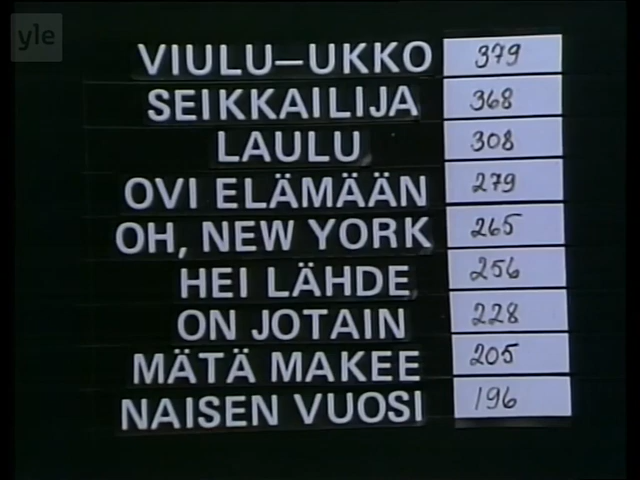 yle
VIULU–UKKO 379
SEIKKAILIJA 368
LAULU 308
OVI ELÄMÄÄN 279
OH, NEW YORK 265
HEI LÄHDE 256
ON JOTAIN 228
MÄTÄ MAKEE 205
NAISEN VUOSI 196